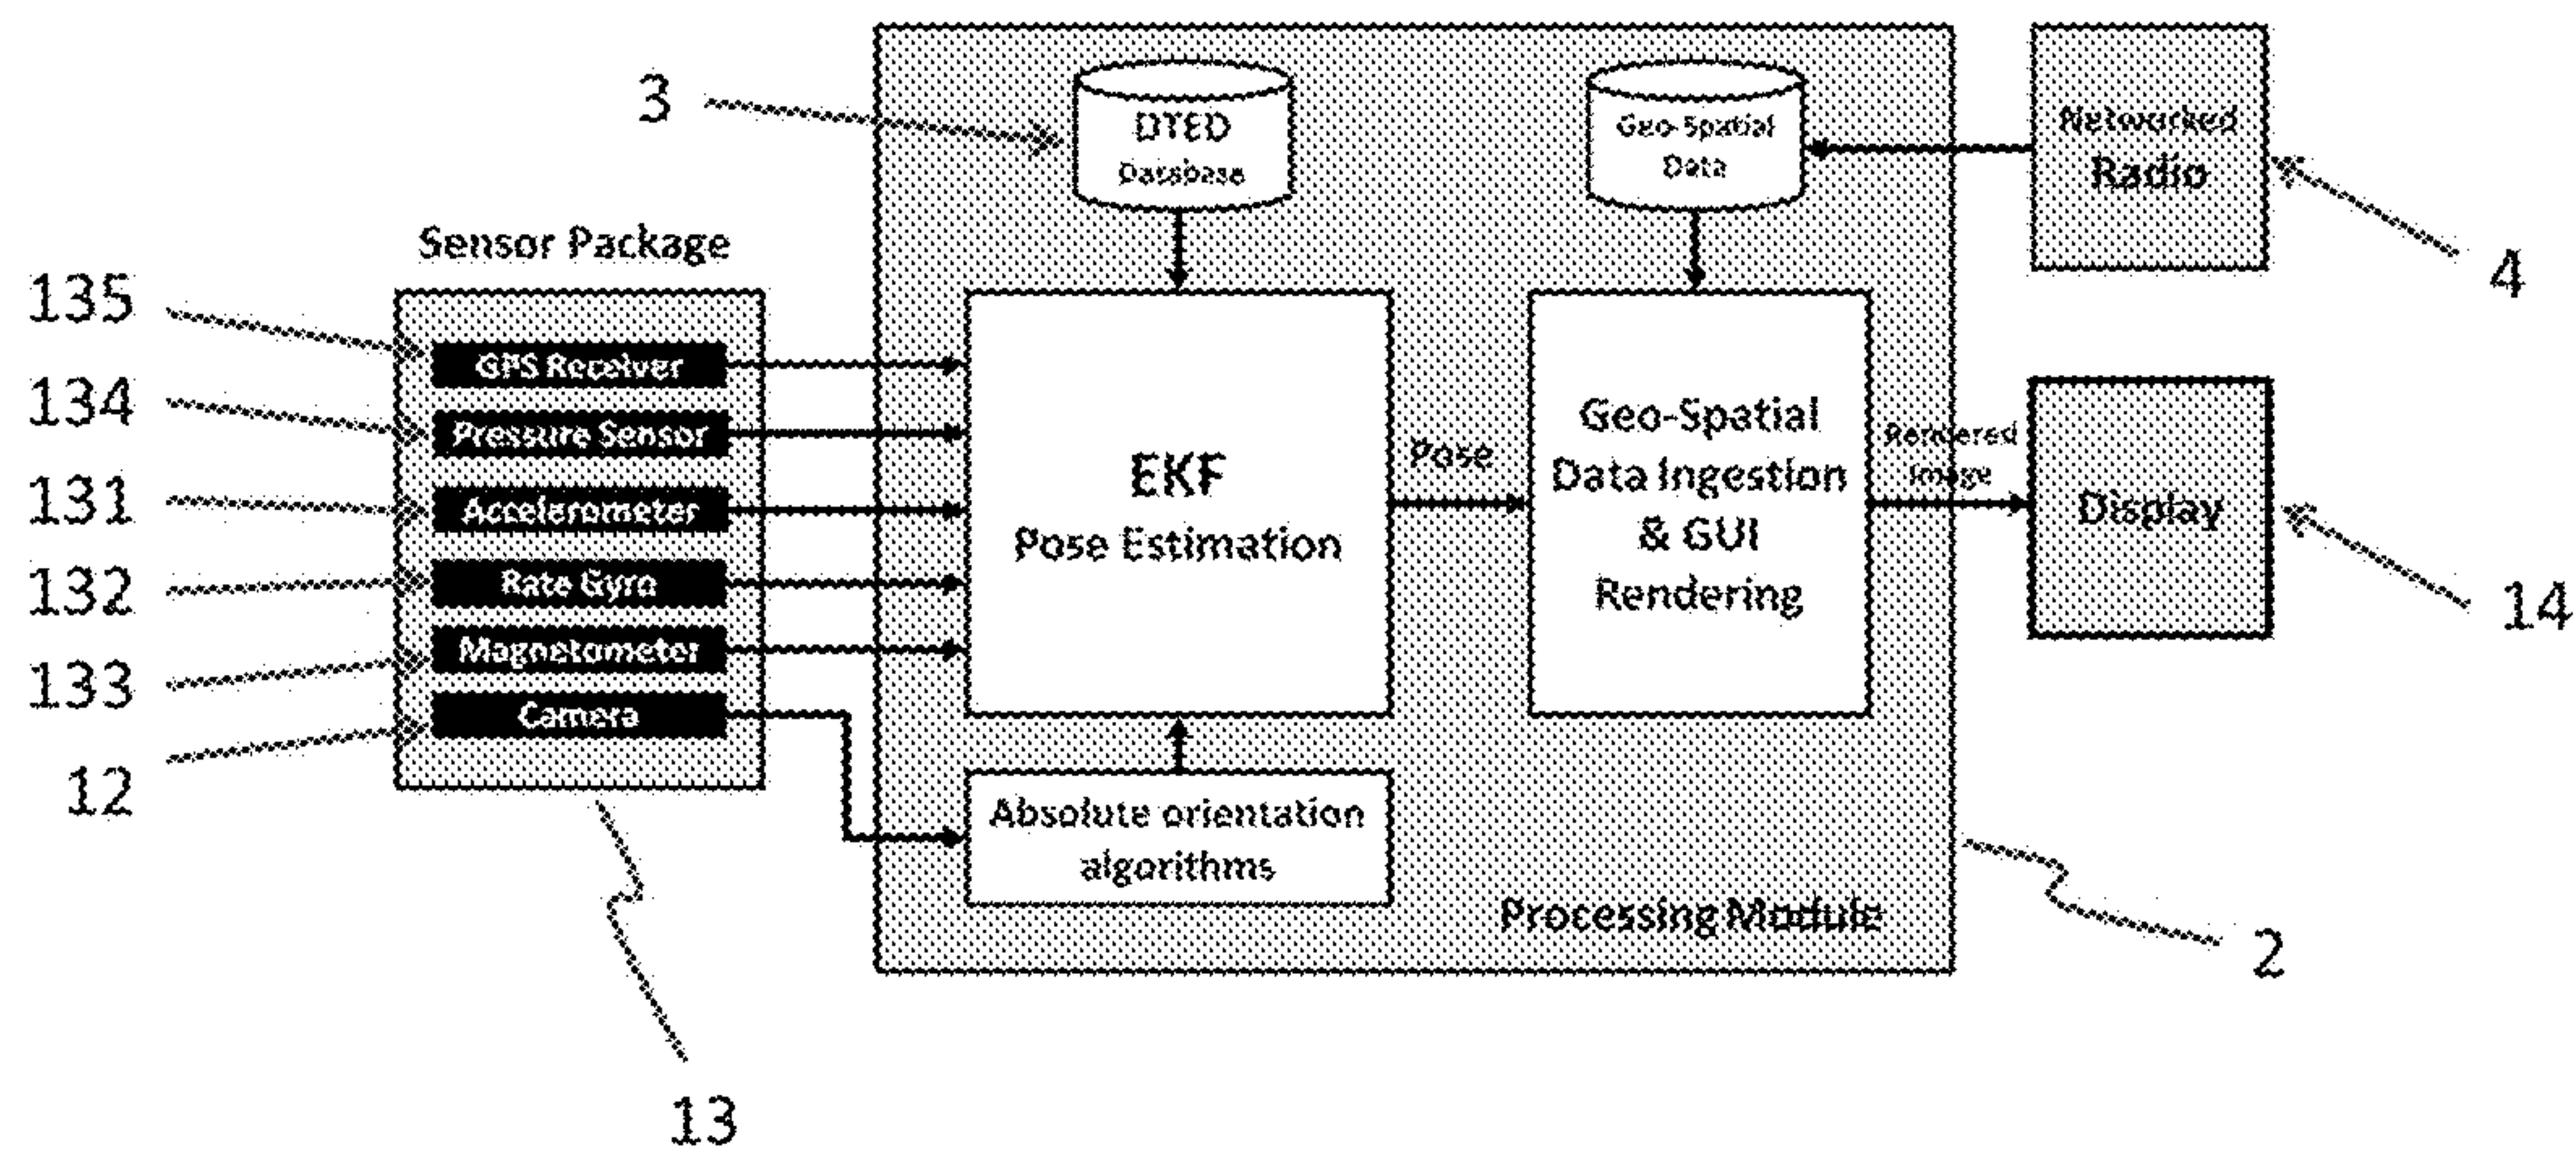 3
DTED
Database
Geo-Spatial
Data
Networked
Radio
4
Sensor Package
135
GPS Receiver
134
Pressure Sensor
131
Accelerometer
132
Rate Gyro
133
Magnetometer
12
Camera
13
EKF
Pose Estimation
Pose
Absolute orientation
algorithms
Geo-Spatial
Data Ingestion
& GUI
Rendering
Rendered
Image
Display
14
Processing Module
2